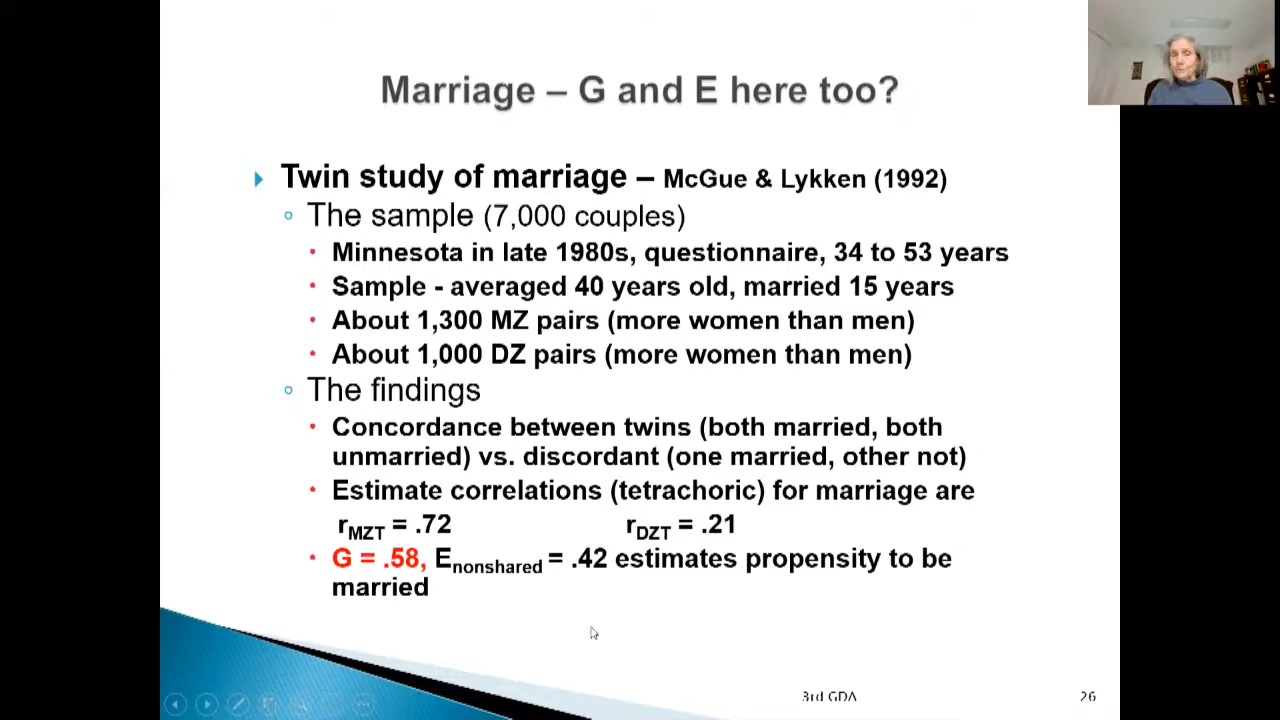 Marriage – G and E here too?
Twin study of marriage – McGue & Lykken (1992)
The sample (7,000 couples)
Minnesota in late 1980s, questionnaire, 34 to 53 years
Sample - averaged 40 years old, married 15 years
About 1,300 MZ pairs (more women than men)
About 1,000 DZ pairs (more women than men)
The findings
Concordance between twins (both married, both
unmarried) vs. discordant (one married, other not)
Estimate correlations (tetrachoric) for marriage are
rMZT = .72 rDZT = .21
G = .58, Enonshared = .42 estimates propensity to be
married
3rd GDA 26